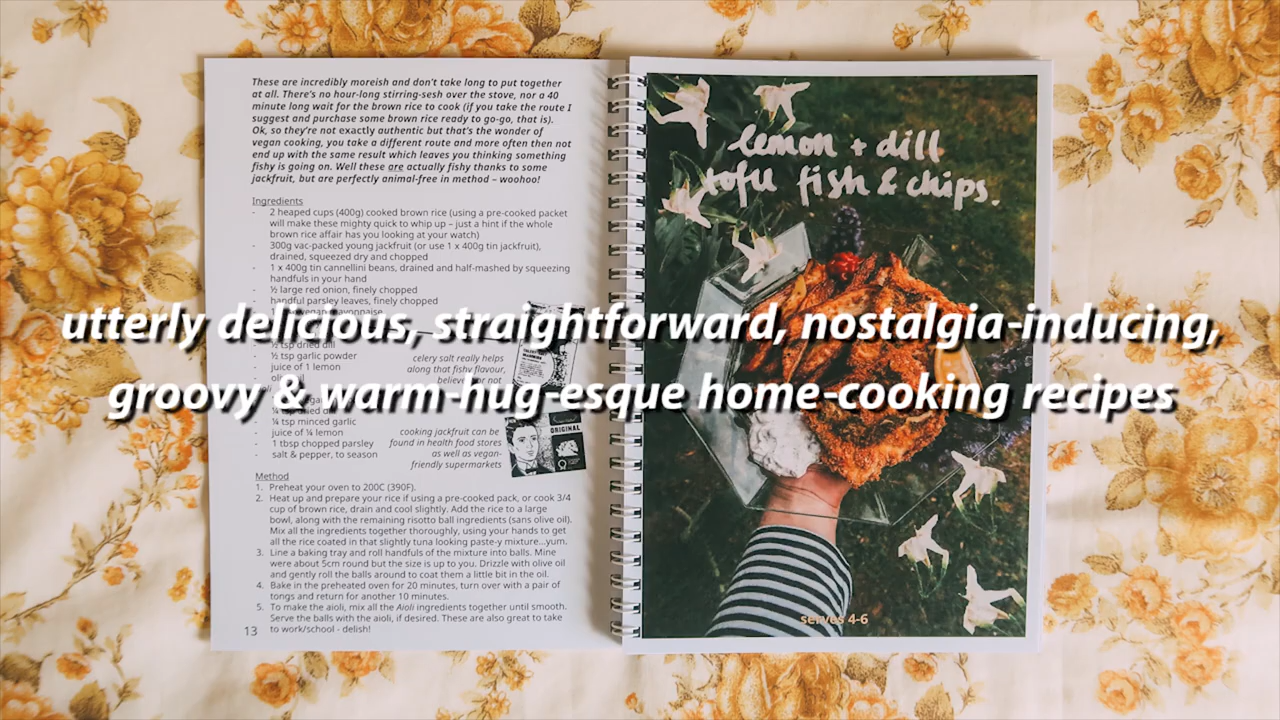 These are incredibly moreish and don't take long to put together
at all. There's no hour-long stirring-sesh over the stove, nor a 40
minute long wait for the brown rice to cook (if you take the route I
suggest and purchase some brown rice ready to go-go, that is).
Ok, so they're not exactly authentic but that's the wonder of
vegan cooking, you take a different route and more often then not
end up with the same result which leaves you thinking something
fishy is going on. Well these are actually fishy thanks to some
jackfruit, but are perfectly animal-free in method – woohoo!
Ingredients
- 2 heaped cups (400g) cooked brown rice (using a pre-cooked packet
will make these mighty quick to whip up – just a hint if the whole
brown rice affair has you looking at your watch)
- 300g vac-packed young jackfruit (or use 1 x 400g tin jackfruit),
drained, squeezed dry and chopped
- 1 x 400g tin cannellini beans, drained and half-mashed by squeezing
handfuls in your hand
- ½ large red onion, finely chopped
- handful parsley leaves, finely chopped
vegan mayonnaise
- ½ tsp dried dill
- ½ tsp garlic powder
- juice of 1 lemon
celery salt really helps
along that fishy flavour,
believe or not
- ¼ tsp dried dill
- ¼ tsp minced garlic
- juice of ¼ lemon
- 1 tbsp chopped parsley
- salt & pepper, to season
cooking jackfruit can be
found in health food stores
as well as vegan-
friendly supermarkets
ORIGINAL
Method
1. Preheat your oven to 200C (390F).
2. Heat up and prepare your rice if using a pre-cooked pack, or cook 3/4
cup of brown rice, drain and cool slightly. Add the rice to a large
bowl, along with the remaining risotto ball ingredients (sans olive oil).
Mix all the ingredients together thoroughly, using your hands to get
all the rice coated in that slightly tuna looking paste-y mixture...yum.
3. Line a baking tray and roll handfuls of the mixture into balls. Mine
were about 5cm round but the size is up to you. Drizzle with olive oil
and gently roll the balls around to coat them a little bit in the oil.
4. Bake in the preheated oven for 20 minutes, turn over with a pair of
tongs and return for another 10 minutes.
5. To make the aioli, mix all the Aioli ingredients together until smooth.
Serve the balls with the aioli, if desired. These are also great to take
to work/school - delish!
13
lemon + dill
tofu fish & chips.
serves 4-6
utterly delicious, straightforward, nostalgia-inducing,
groovy & warm-hug-esque home-cooking recipes